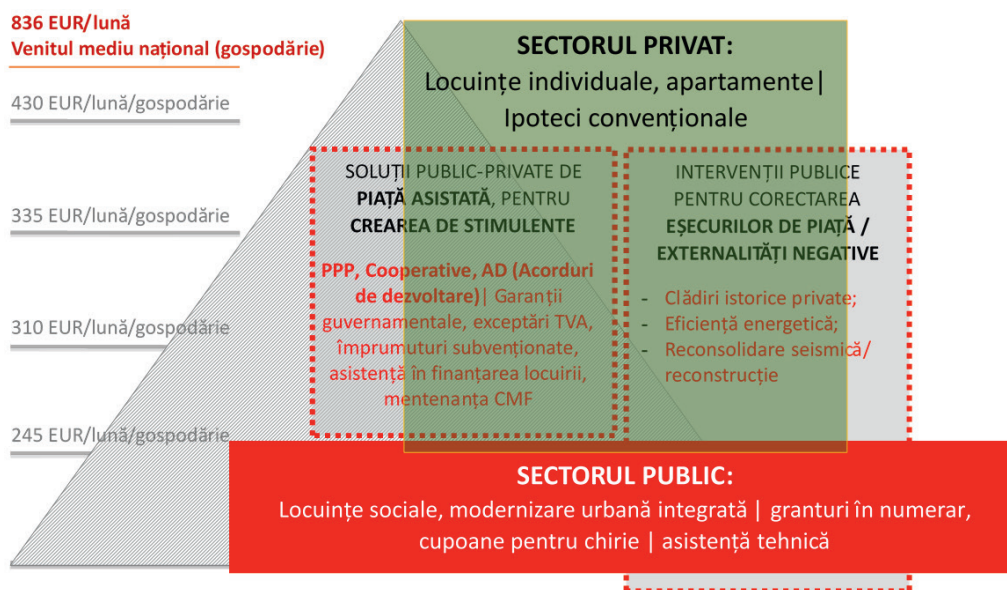 836 EUR/lună
Venitul mediu național (gospodărie)
430 EUR/lună/gospodărie
335 EUR/lună/gospodărie
310 EUR/lună/gospodărie
245 EUR/lună/gospodărie
SECTORUL PRIVAT:
Locuințe individuale, apartamente|
Ipoteci convenționale
SOLUȚII PUBLIC-PRIVATE DE
PIAȚĂ ASISTATĂ, PENTRU
CREAREA DE STIMULENTE
PPP, Cooperative, AD (Acorduri
de dezvoltare)| Garanții
guvernamentale, exceptări TVA,
împrumuturi subvenționate,
asistență în finanțarea locuirii,
mentenanța CMF
INTERVENȚII PUBLICE
PENTRU CORECTAREA
EȘECURILOR DE PIAȚĂ /
EXTERNALITĂȚI NEGATIVE
- Clădiri istorice private;
- Eficiență energetică;
- Reconsolidare seismică/
reconstrucție
SECTORUL PUBLIC:
Locuințe sociale, modernizare urbană integrată | granturi în numerar,
cupoane pentru chirie | asistență tehnică